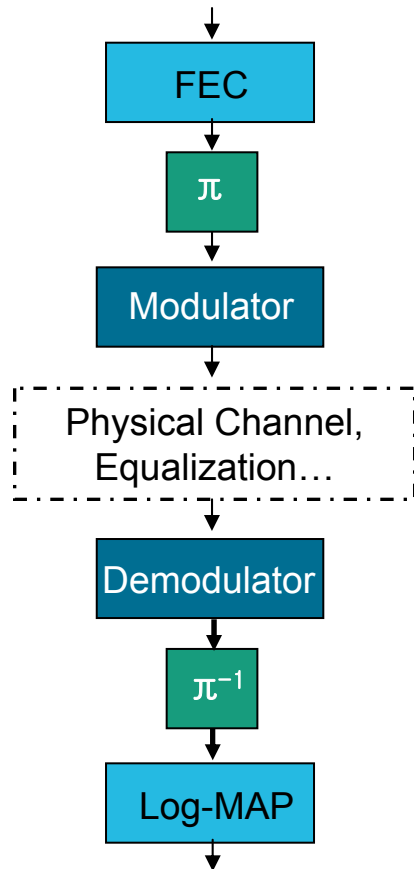 FEC
π
Modulator
Physical Channel,
Equalization…
Demodulator
π⁻¹
Log-MAP